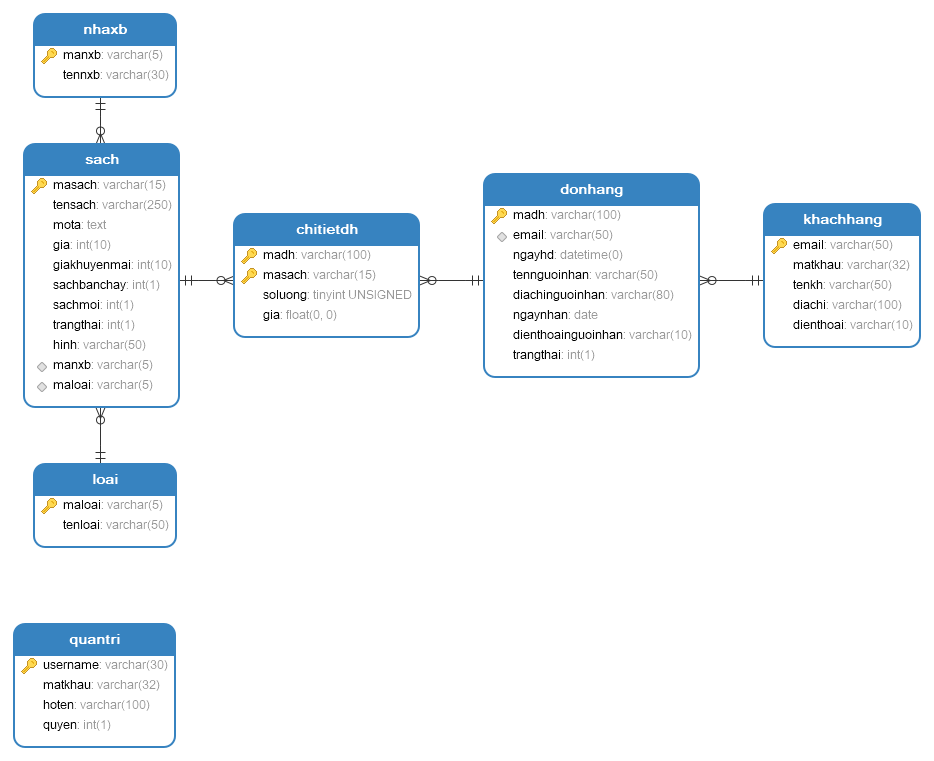 nhaxb
manxb: varchar(5)
tennxb: varchar(30)
sach
masach: varchar(15)
tensach: varchar(250)
mota: text
gia: int(10)
giakhuyenmai: int(10)
sachbanchay: int(1)
sachmoi: int(1)
trangthai: int(1)
hinh: varchar(50)
manxb: varchar(5)
maloai: varchar(5)
chitietdh
madh: varchar(100)
masach: varchar(15)
soluong: tinyint UNSIGNED
gia: float(0, 0)
donhang
madh: varchar(100)
email: varchar(50)
ngayhd: datetime(0)
tennguoinhan: varchar(50)
diachinguoinhan: varchar(80)
ngaynhan: date
dienthoainguoinhan: varchar(10)
trangthai: int(1)
khachhang
email: varchar(50)
matkhau: varchar(32)
tenkh: varchar(50)
diachi: varchar(100)
dienthoai: varchar(10)
loai
maloai: varchar(5)
tenloai: varchar(50)
quantri
username: varchar(30)
matkhau: varchar(32)
hoten: varchar(100)
quyen: int(1)